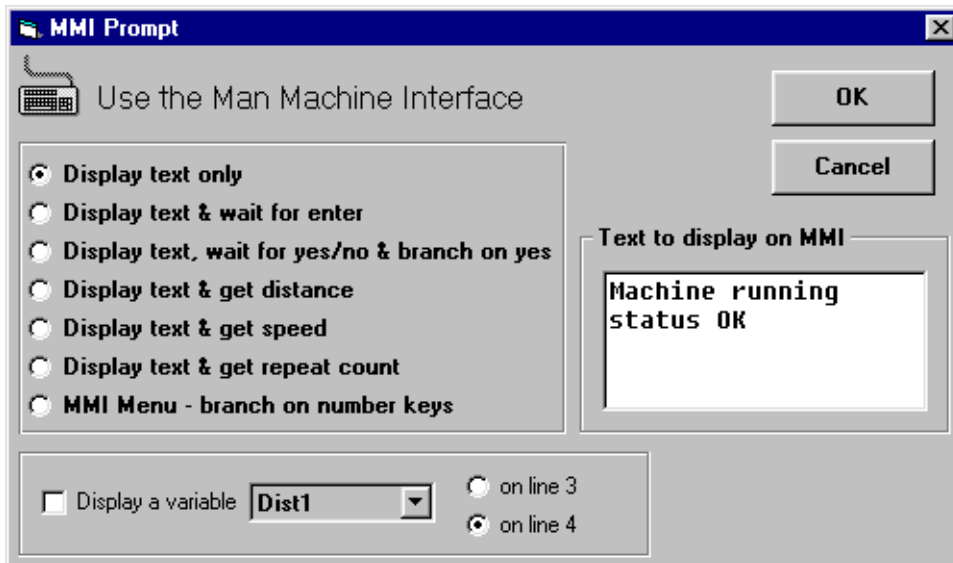 MMI Prompt
Use the Man Machine Interface
OK
Cancel
Display text only
Display text & wait for enter
Display text, wait for yes/no & branch on yes
Display text & get distance
Display text & get speed
Display text & get repeat count
MMI Menu - branch on number keys
Text to display on MMI
Machine running
status OK
Display a variable
Dist1
on line 3
on line 4